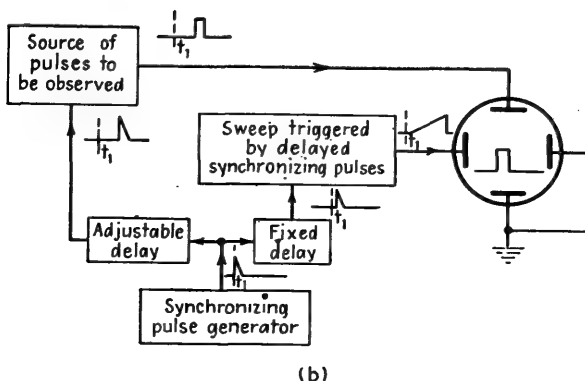 t1
Source of
pulses to
be observed
t1
Sweep triggered
by delayed
synchronizing pulses
t1
t1
Adjustable
delay
Fixed
delay
t1
Synchronizing
pulse generator
(b)